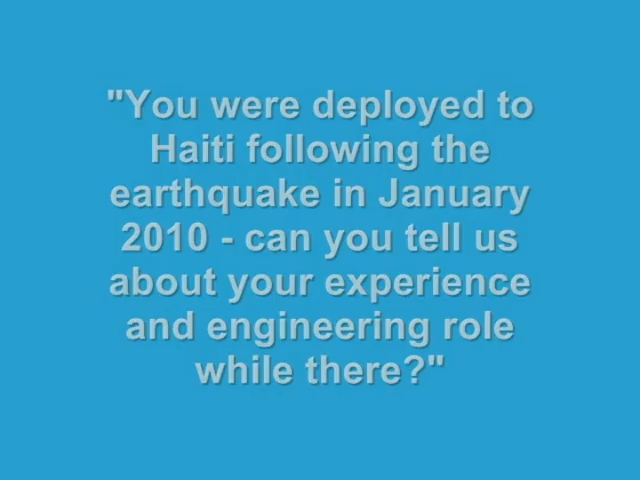 "You were deployed to
Haiti following the
earthquake in January
2010 - can you tell us
about your experience
and engineering role
while there?"